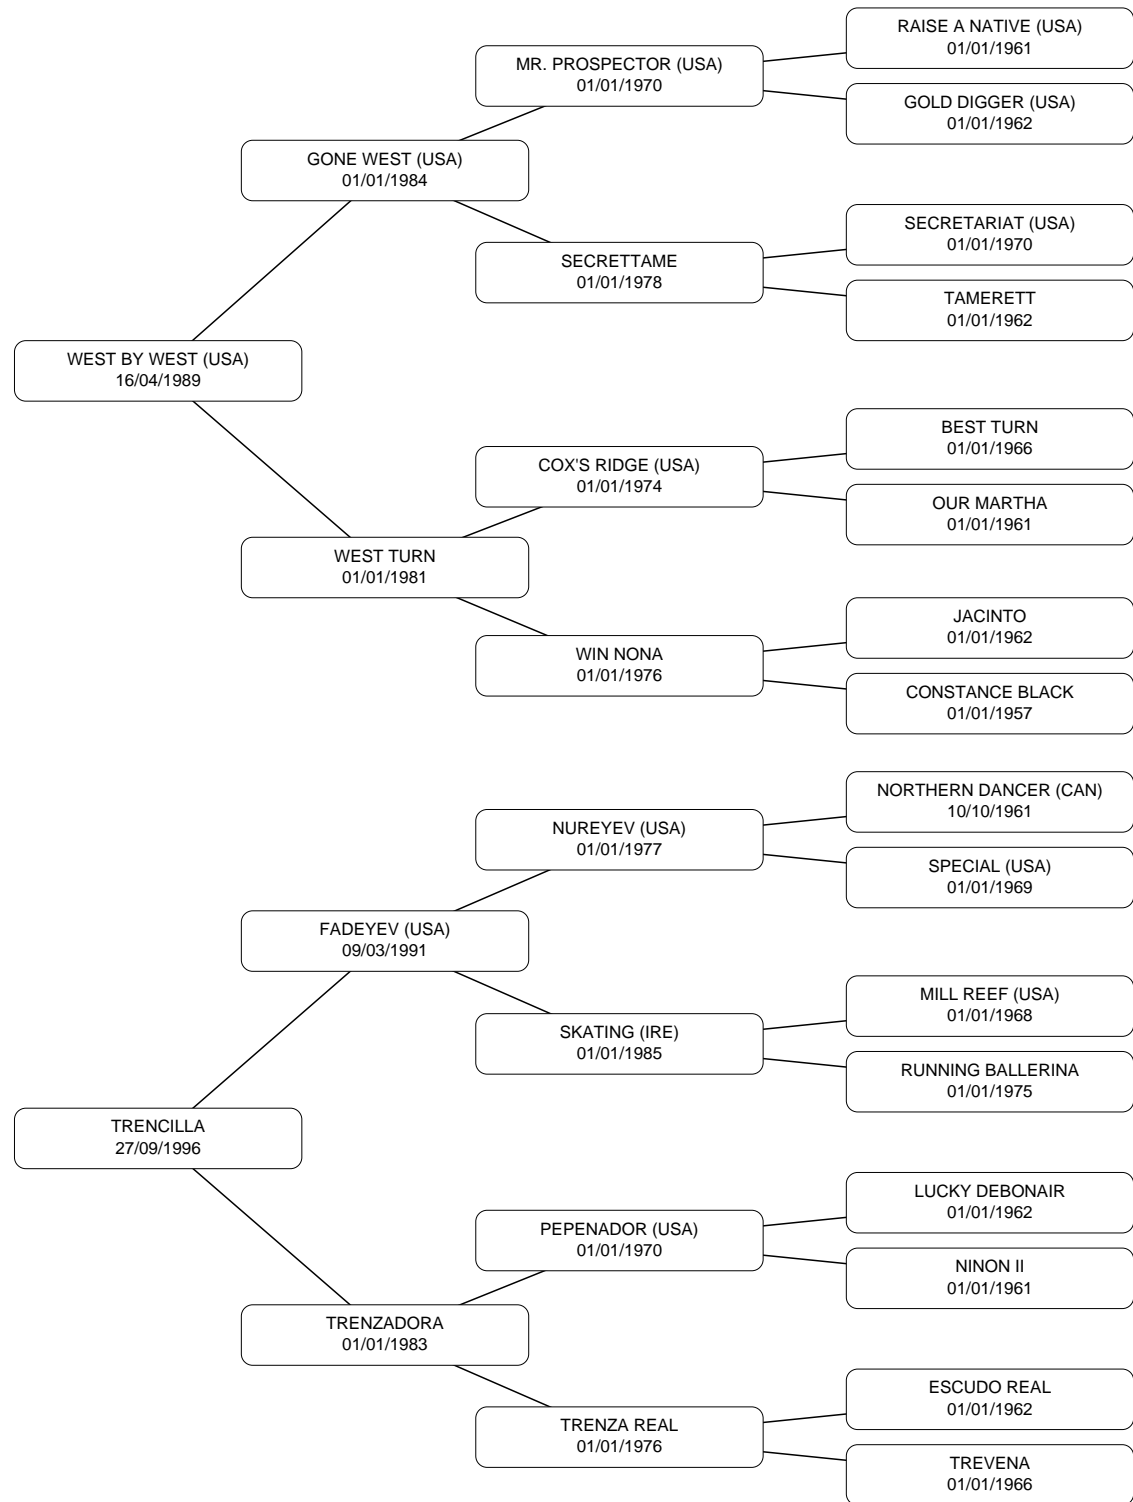 RAISE A NATIVE (USA)
01/01/1961
MR. PROSPECTOR (USA)
01/01/1970
GOLD DIGGER (USA)
01/01/1962
GONE WEST (USA)
01/01/1984
SECRETARIAT (USA)
01/01/1970
SECRETTAME
01/01/1978
TAMERETT
01/01/1962
WEST BY WEST (USA)
16/04/1989
BEST TURN
01/01/1966
COX'S RIDGE (USA)
01/01/1974
OUR MARTHA
01/01/1961
WEST TURN
01/01/1981
JACINTO
01/01/1962
WIN NONA
01/01/1976
CONSTANCE BLACK
01/01/1957
NORTHERN DANCER (CAN)
10/10/1961
NUREYEV (USA)
01/01/1977
SPECIAL (USA)
01/01/1969
FADEYEV (USA)
09/03/1991
MILL REEF (USA)
01/01/1968
SKATING (IRE)
01/01/1985
RUNNING BALLERINA
01/01/1975
TRENCILLA
27/09/1996
LUCKY DEBONAIR
01/01/1962
PEPENADOR (USA)
01/01/1970
NINON II
01/01/1961
TRENZADORA
01/01/1983
ESCUDO REAL
01/01/1962
TRENZA REAL
01/01/1976
TREVENA
01/01/1966